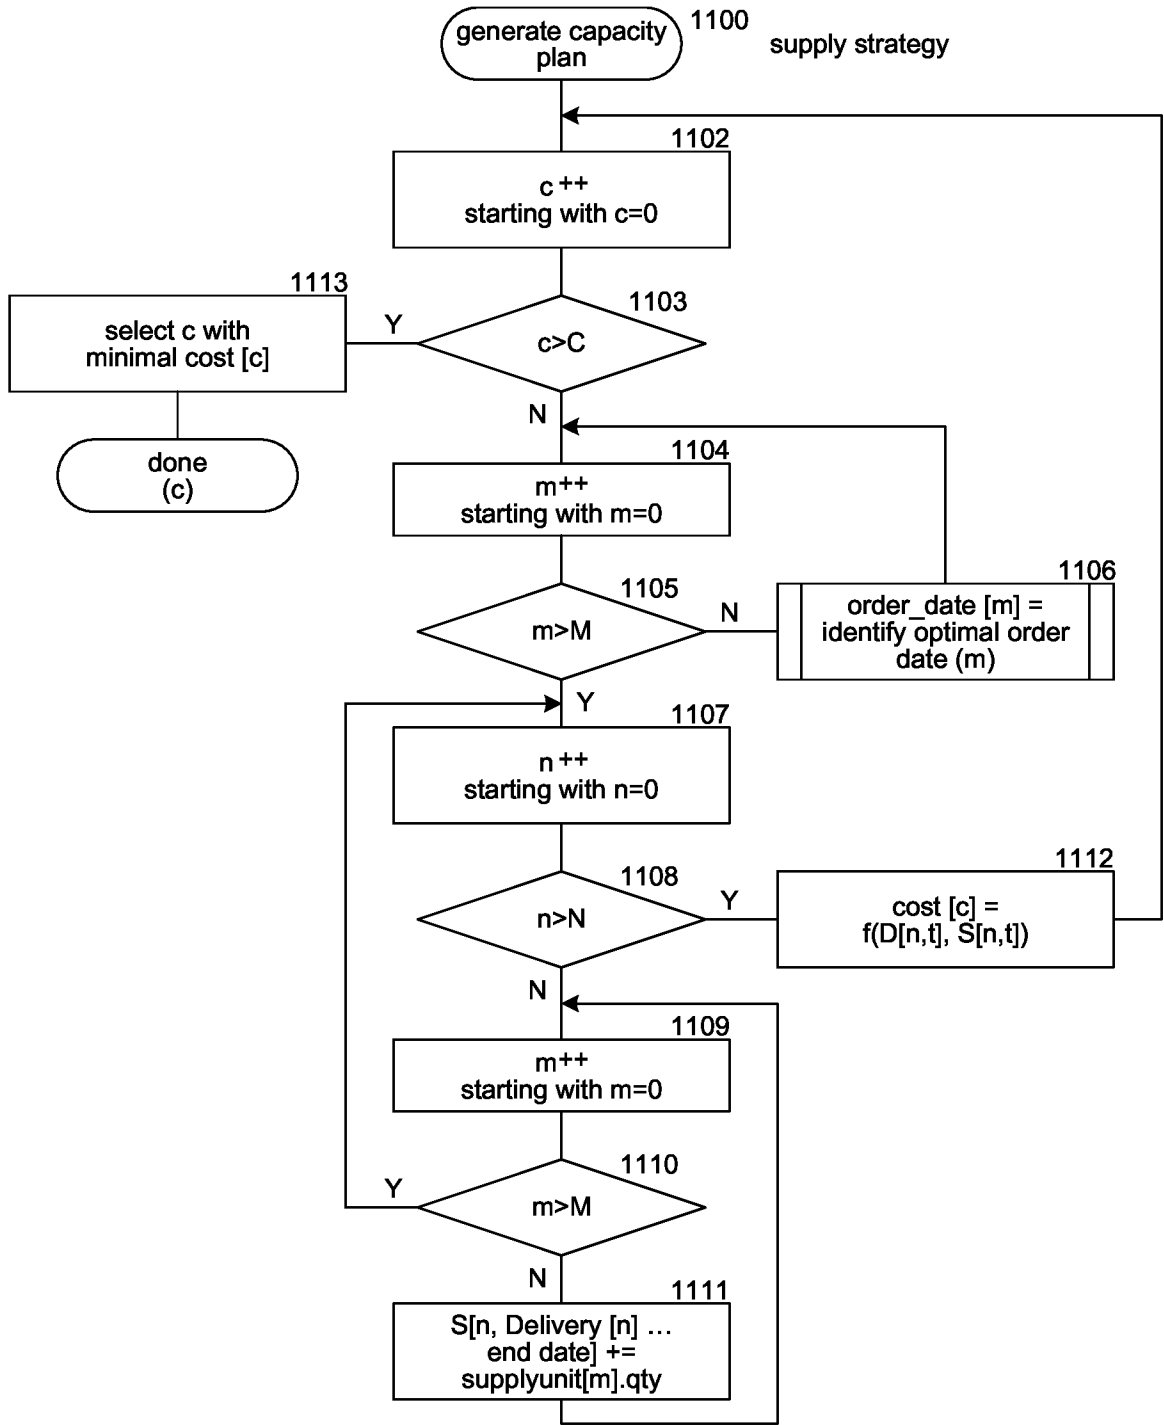 generate capacity
plan
1100
supply strategy
1102
c ++
starting with c=0
1113
select c with
minimal cost [c]
Y
1103
c>C
done
(c)
N
1104
m++
starting with m=0
1105
m>M
N
1106
order_date [m] =
identify optimal order
date (m)
Y
1107
n ++
starting with n=0
1108
n>N
Y
1112
cost [c] =
f(D[n,t], S[n,t])
N
1109
m++
starting with m=0
1110
Y
m>M
N
1111
S[n, Delivery [n] ...
end date] +=
supplyunit[m].qty